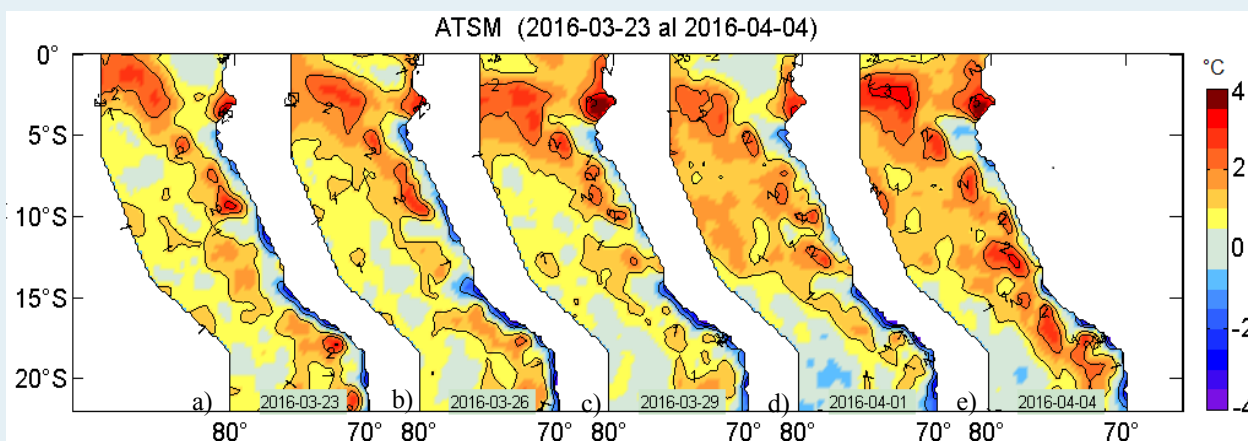 ATSM (2016-03-23 al 2016-04-04)
0°
5°S
10°S
15°S
20°S
a) 2016-03-23
b) 2016-03-26
c) 2016-03-29
d) 2016-04-01
e) 2016-04-04
80° 70° 80° 70° 80° 70° 80° 70° 80° 70°
°C
4
2
0
-2
-4